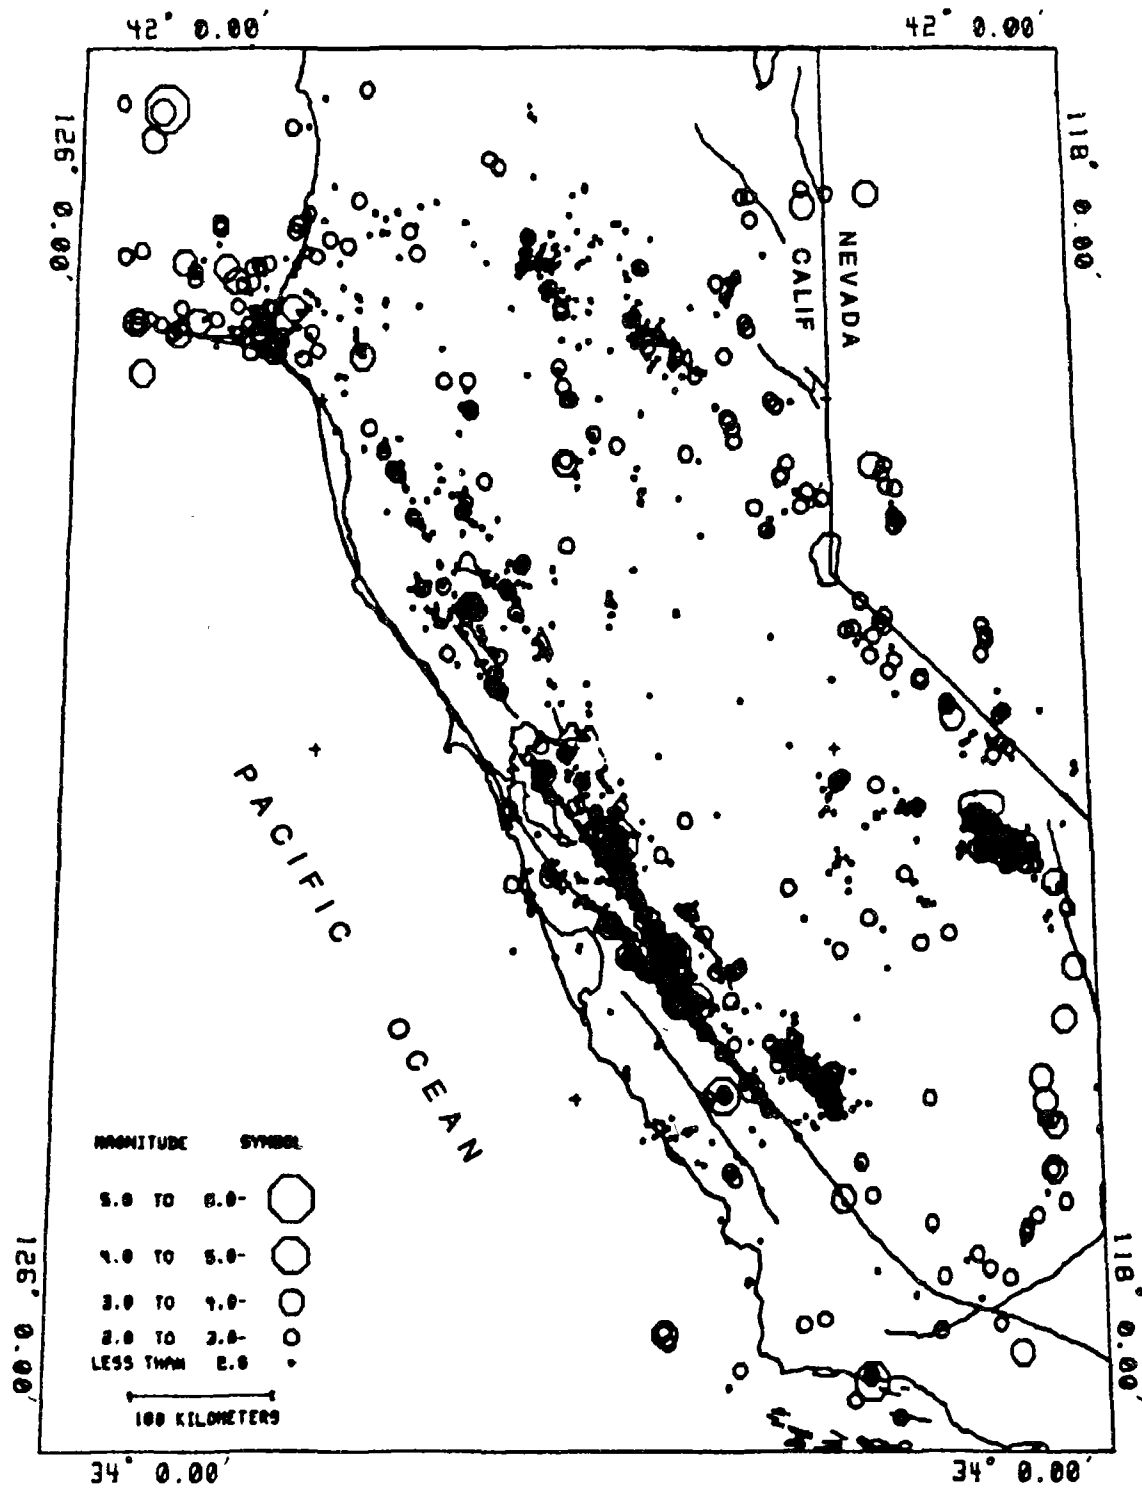 42° 0.00′
42° 0.00′
126° 0.00′
118° 0.00′
NEVADA
CALIF
PACIFIC
OCEAN
MAGNITUDE SYMBOL
5.0 TO 6.0-
4.0 TO 5.0-
3.0 TO 4.0-
2.0 TO 3.0-
LESS THAN 2.0
100 KILOMETERS
126° 0.00′
118° 0.00′
34° 0.00′
34° 0.00′